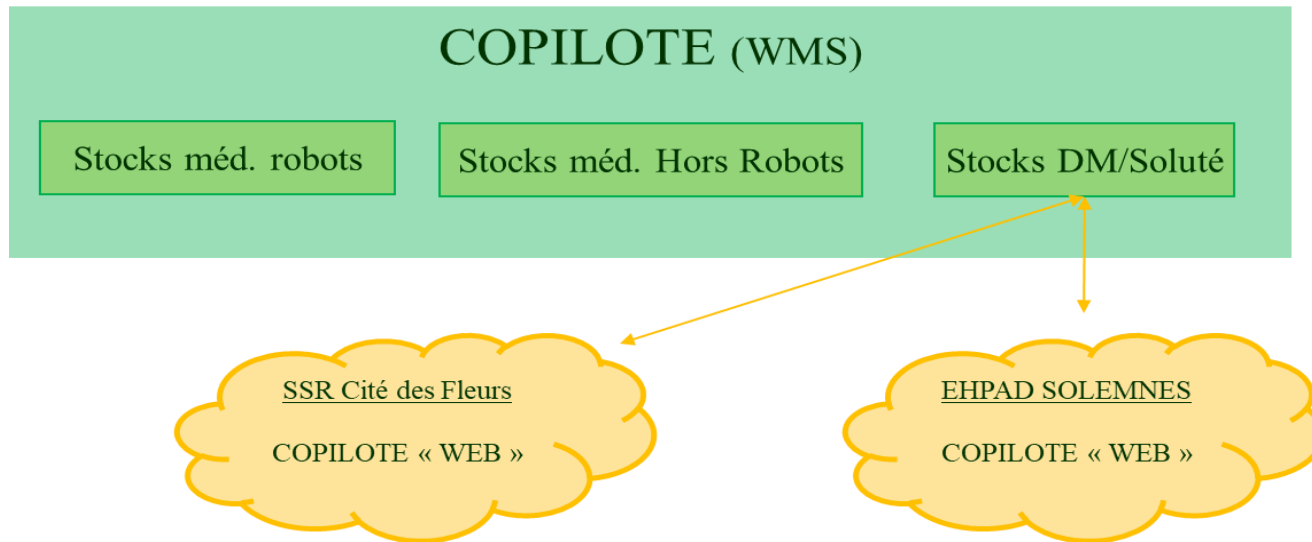 COPILOTE (WMS)
Stocks méd. robots
Stocks méd. Hors Robots
Stocks DM/Soluté
SSR Cité des Fleurs
COPILOTE « WEB »
EHPAD SOLEMNES
COPILOTE « WEB »